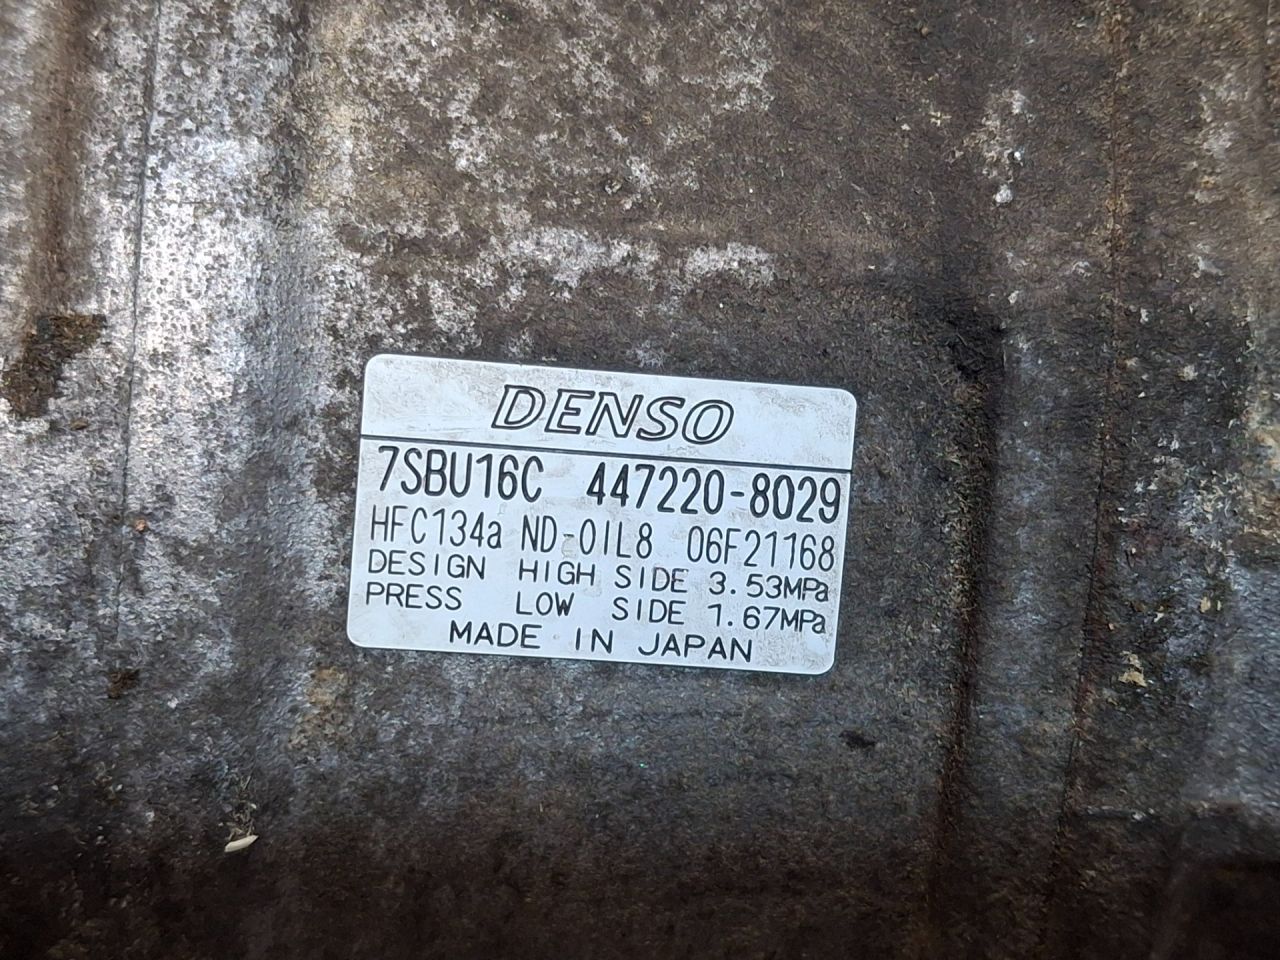 DENSO
7SBU16C 447220-8029
HFC134a ND-OIL8 06F21168
DESIGN HIGH SIDE 3.53MPa
PRESS LOW SIDE 1.67MPa
MADE IN JAPAN